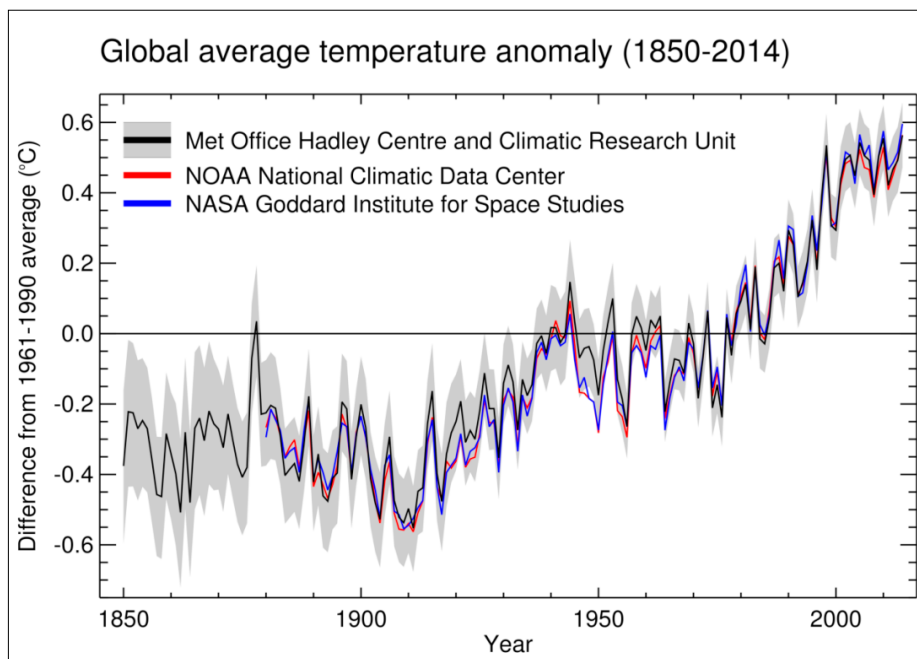 Global average temperature anomaly (1850-2014)
0.6
Met Office Hadley Centre and Climatic Research Unit
NOAA National Climatic Data Center
0.4
NASA Goddard Institute for Space Studies
0.2
0.0
-0.2
-0.4
-0.6
Difference from 1961-1990 average (°C)
1850
1900
1950
2000
Year